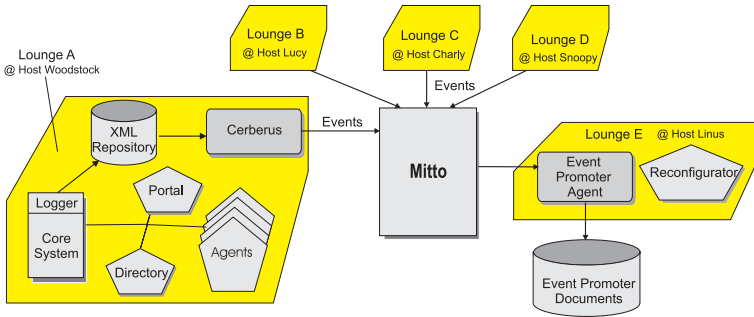 Lounge A
@ Host Woodstock
Lounge B
@ Host Lucy
Lounge C
@ Host Charly
Lounge D
@ Host Snoopy
Events
XML
Repository
Cerberus
Events
Mitto
Lounge E @ Host Linus
Event
Promoter
Agent
Reconfigurator
Portal
Logger
Core
System
Directory
Agents
Event Promoter
Documents